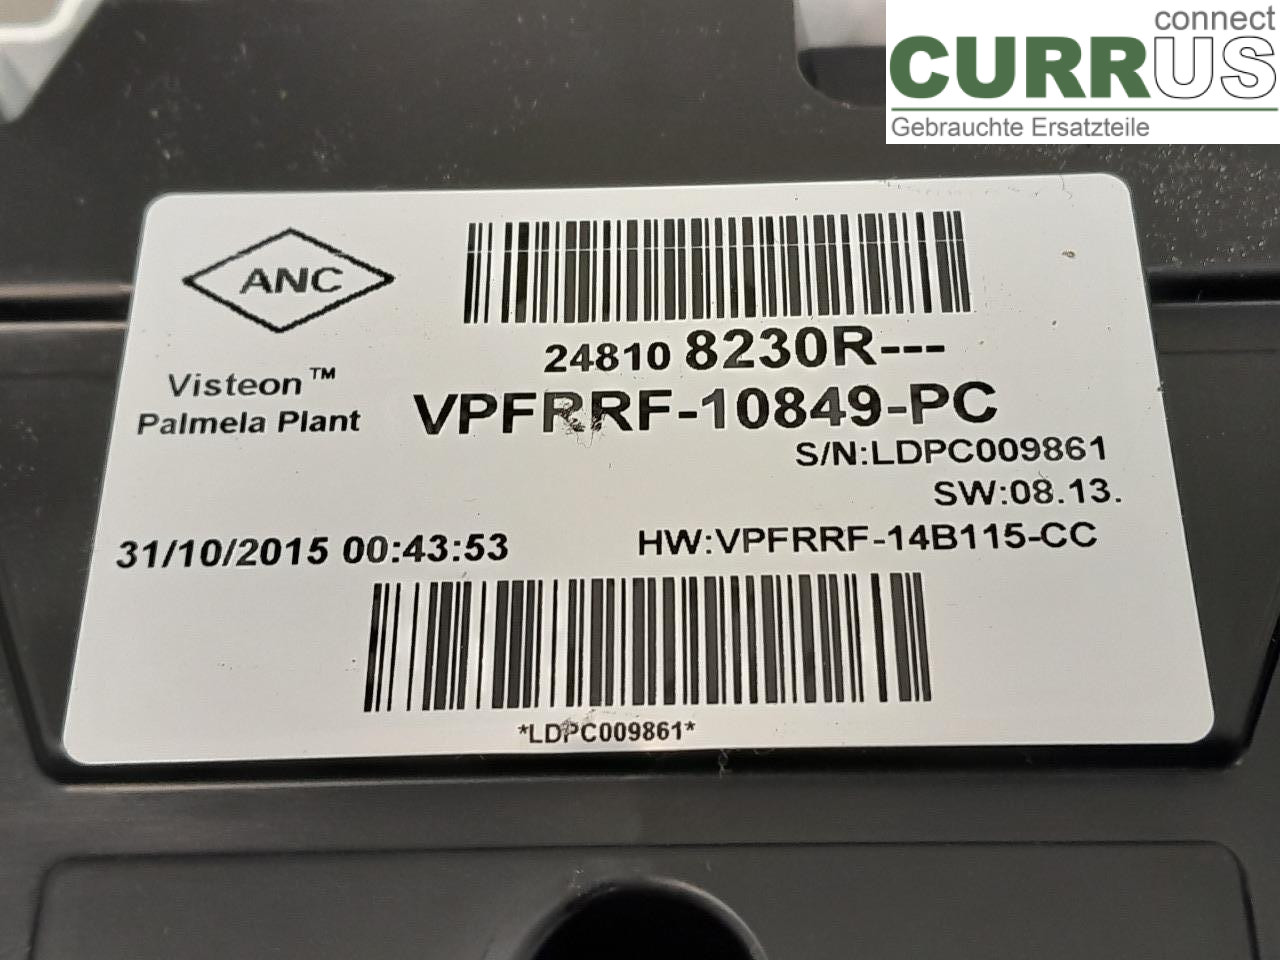 connect
CURRUS
Gebrauchte Ersatzteile
ANC
Visteon™
Palmela Plant
24810 8230R---
VPFRRF-10849-PC
S/N:LDPC009861
SW:08.13.
31/10/2015 00:43:53
HW:VPFRRF-14B115-CC
*LDPC009861*